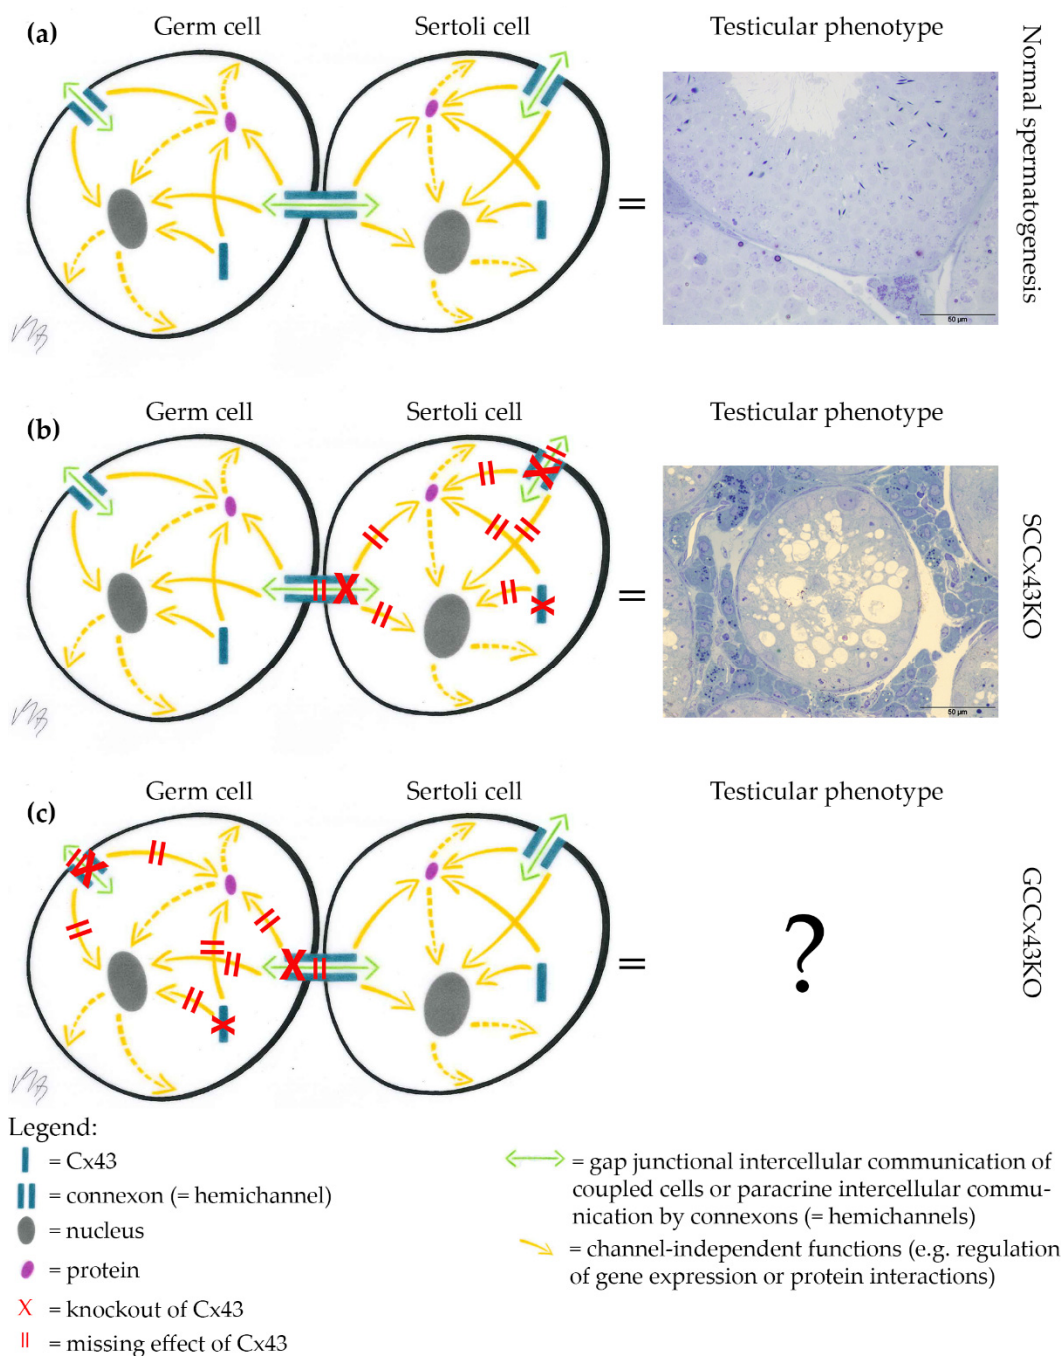 (a)
Germ cell
Sertoli cell
Testicular phenotype
Normal spermatogenesis
=
50 µm
(b)
Germ cell
Sertoli cell
Testicular phenotype
SCCx43KO
=
50 µm
(c)
Germ cell
Sertoli cell
Testicular phenotype
GCCx43KO
=
?
Legend:
= Cx43
= connexon (= hemichannel)
= nucleus
= protein
X = knockout of Cx43
|| = missing effect of Cx43
= gap junctional intercellular communication of
coupled cells or paracrine intercellular commu-
nication by connexons (= hemichannels)
= channel-independent functions (e.g. regulation
of gene expression or protein interactions)